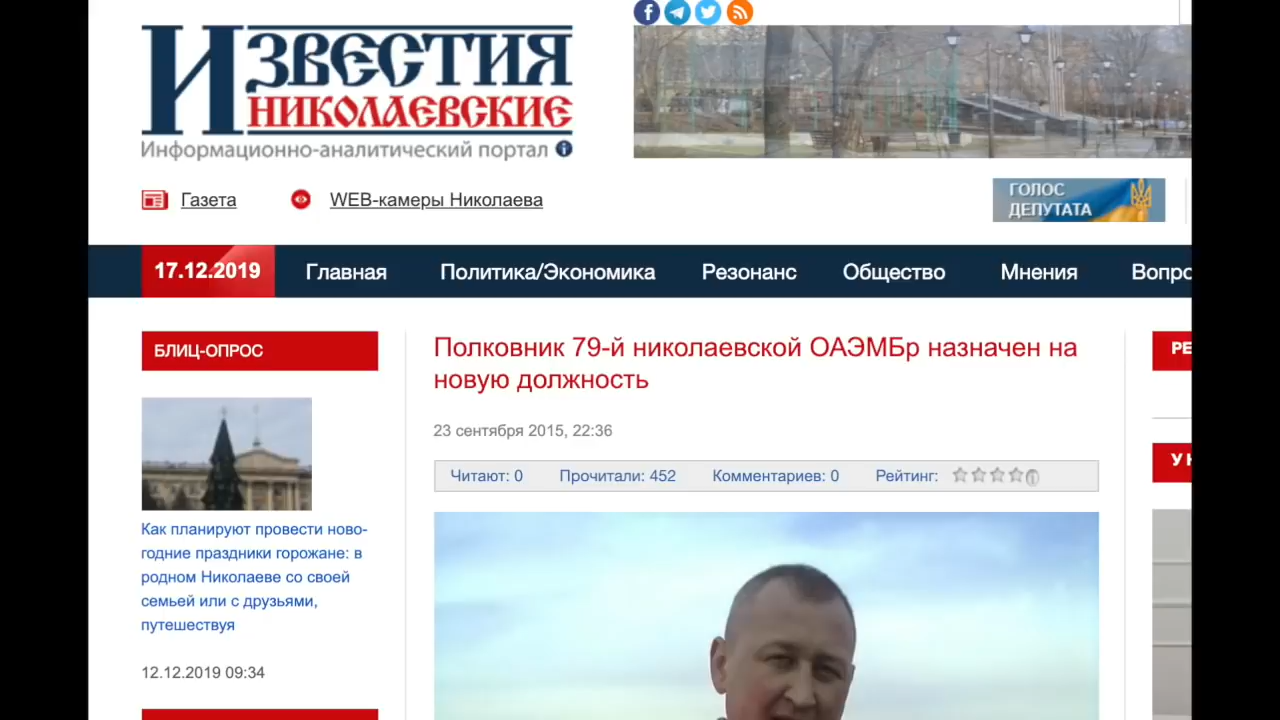 ИЗВЕСТИЯ
НИКОЛАЕВСКИЕ
Информационно-аналитический портал
Газета
WEB-камеры Николаева
ГОЛОС
ДЕПУТАТА
17.12.2019
Главная
Политика/Экономика
Резонанс
Общество
Мнения
Вопро
БЛИЦ-ОПРОС
Как планируют провести ново-
годние праздники горожане: в
родном Николаеве со своей
семьей или с друзьями,
путешествуя
12.12.2019 09:34
Полковник 79-й николаевской ОАЭМБр назначен на
новую должность
23 сентября 2015, 22:36
Читают: 0 Прочитали: 452 Комментариев: 0 Рейтинг:
РЕ
У Н